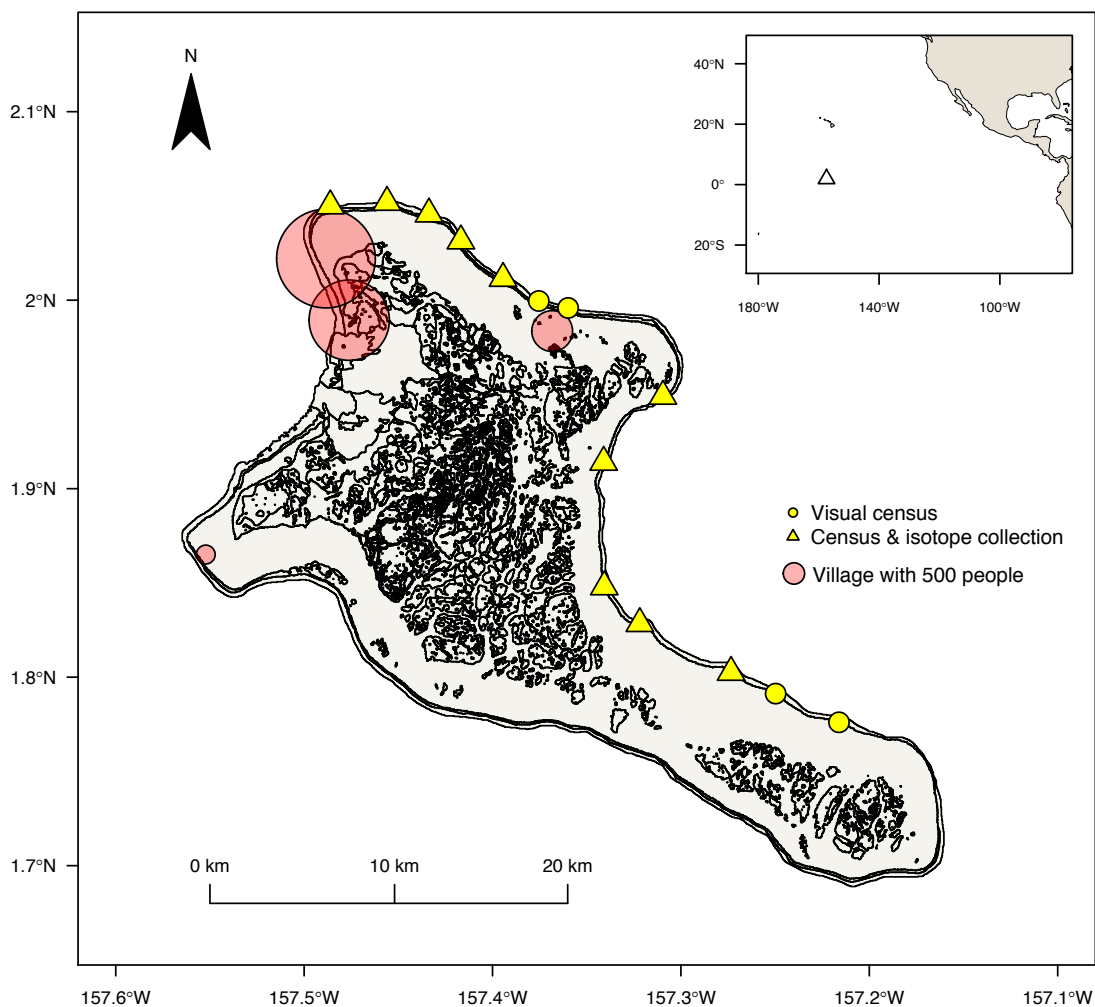 N
40°N
20°N
0°
20°S
180°W
140°W
100°W
2.1°N
2°N
1.9°N
1.8°N
1.7°N
Visual census
Census & isotope collection
Village with 500 people
0 km
10 km
20 km
157.6°W
157.5°W
157.4°W
157.3°W
157.2°W
157.1°W